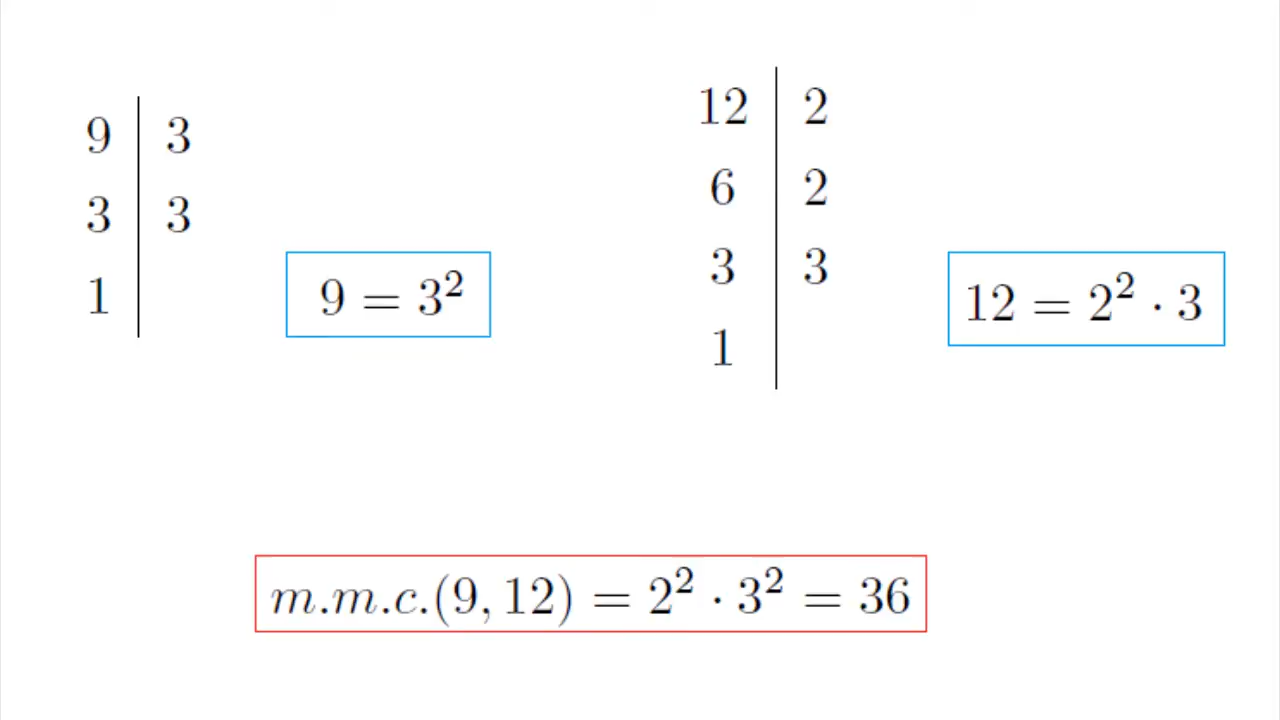 9 | 3
3 | 3
1 |
9 = 3²
12 | 2
6 | 2
3 | 3
1 |
12 = 2² · 3
m.m.c.(9, 12) = 2² · 3² = 36